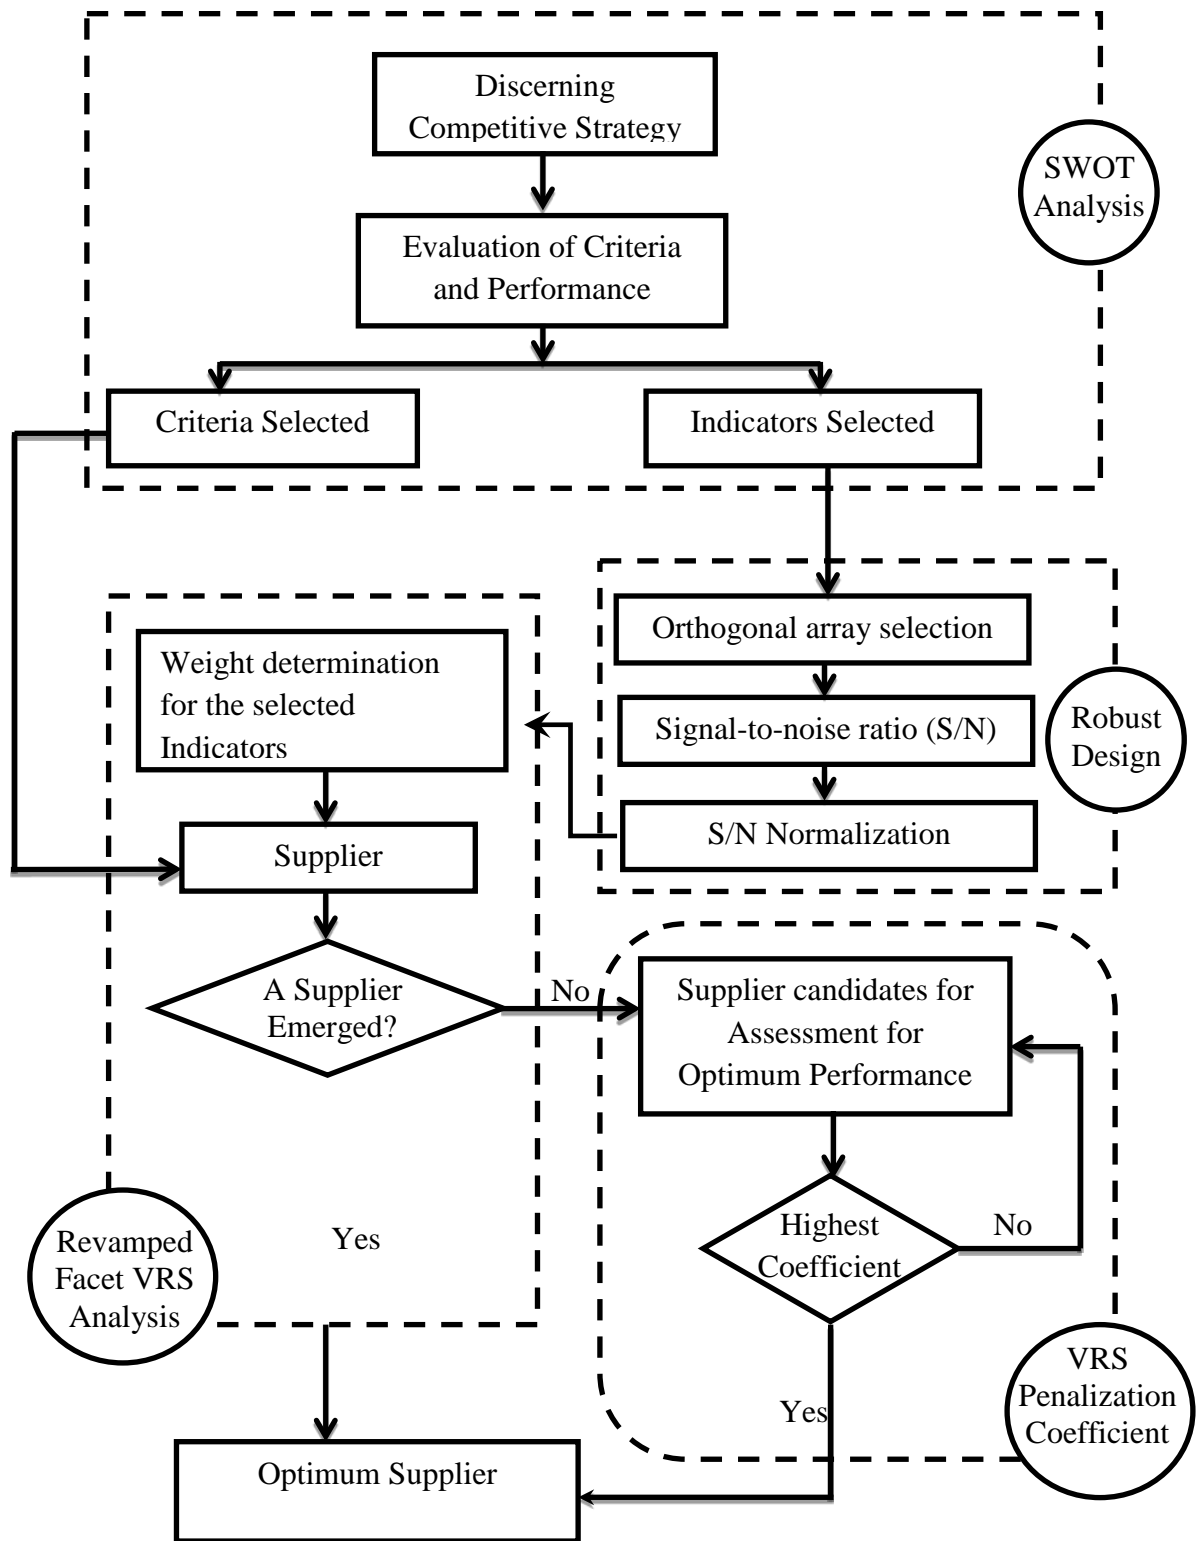 Discerning
Competitive Strategy
SWOT
Analysis
Evaluation of Criteria
and Performance
Criteria Selected
Indicators Selected
Orthogonal array selection
Weight determination
for the selected
Indicators
Signal-to-noise ratio (S/N)
Robust
Design
S/N Normalization
Supplier
A Supplier
Emerged?
No
Supplier candidates for
Assessment for
Optimum Performance
Highest
Coefficient
No
Yes
Revamped
Facet VRS
Analysis
VRS
Penalization
Coefficient
Yes
Optimum Supplier